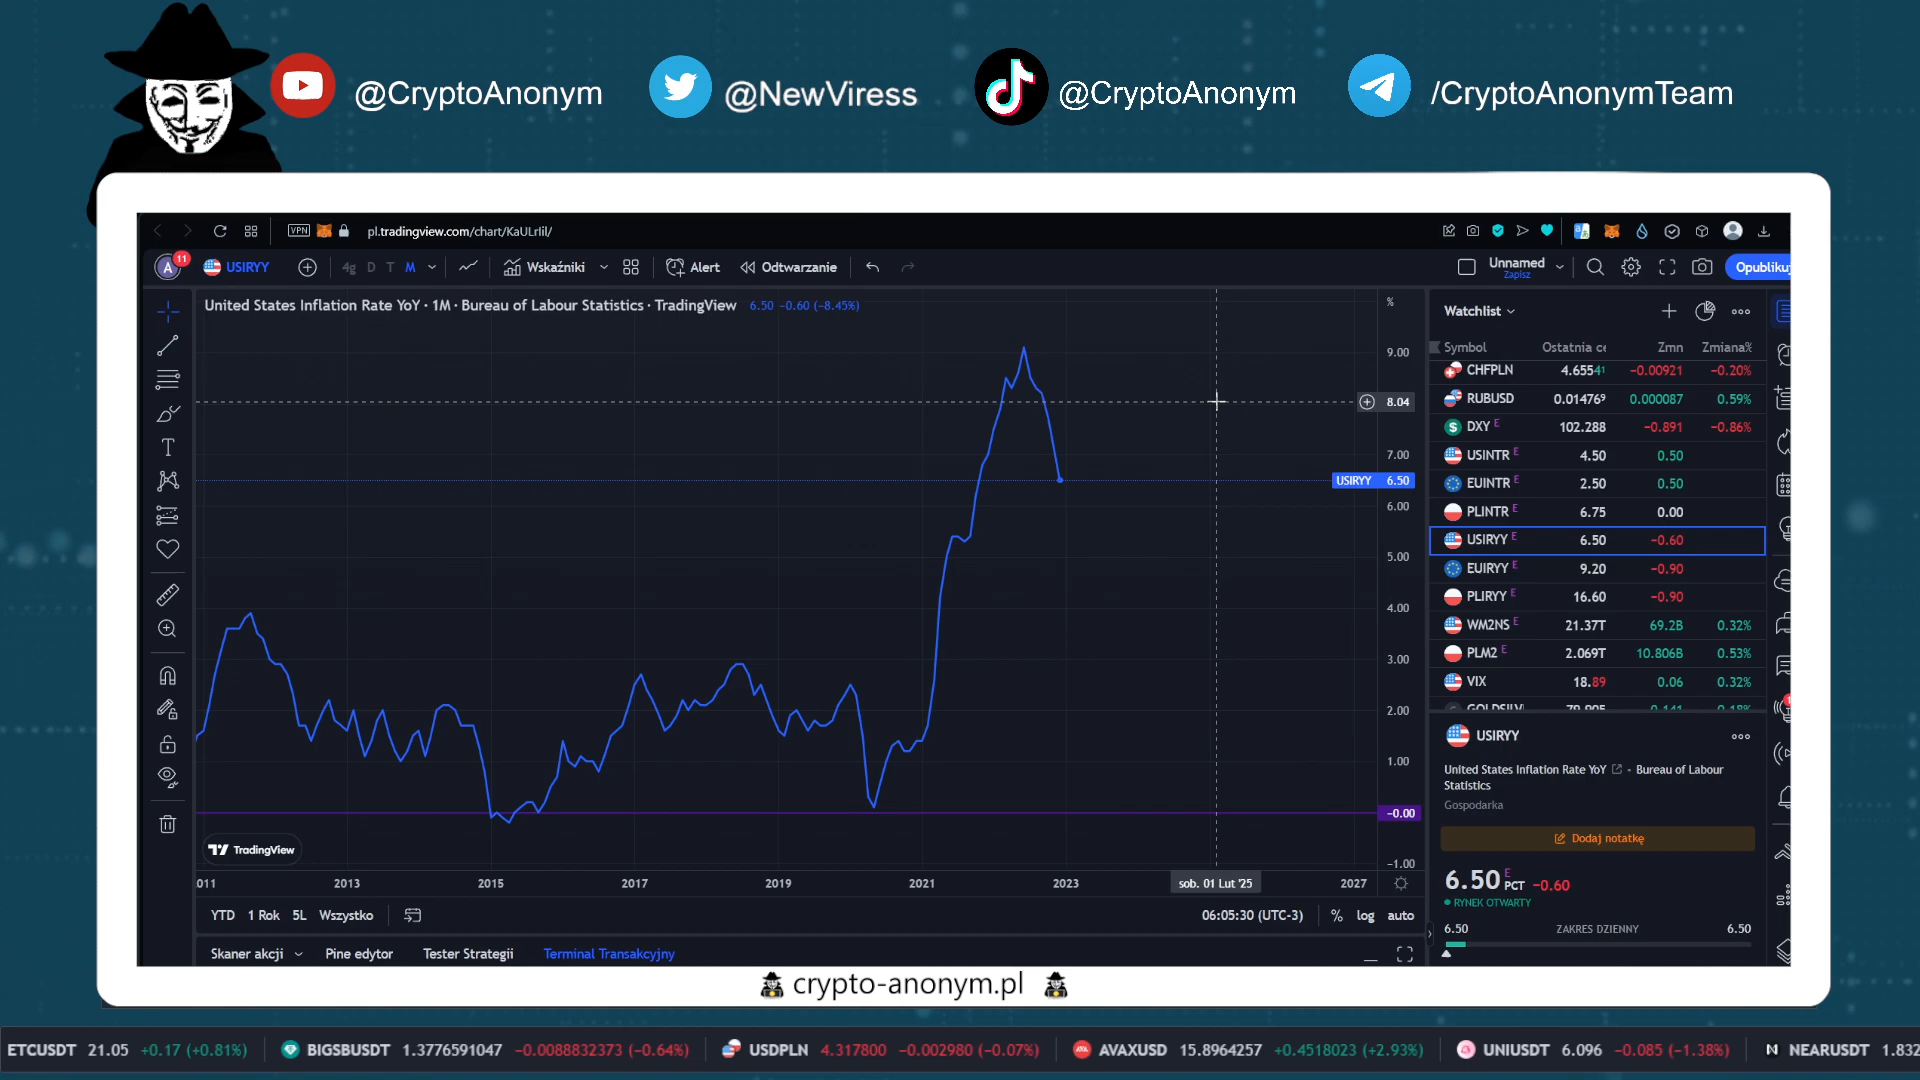 @CryptoAnonym
@NewViress
@CryptoAnonym
/CryptoAnonymTeam
VPN
pl.tradingview.com/chart/KaULrlil/
A
11
USIRYY
4g D T M
Wskaźniki
Alert
Odtwarzanie
Unnamed
Zapisz
Opublikuj
United States Inflation Rate YoY · 1M · Bureau of Labour Statistics · TradingView 6.50 −0.60 (−8.45%)
%
9.00
8.04
7.00
USIRYY 6.50
6.00
5.00
4.00
3.00
2.00
1.00
−0.00
−1.00
TradingView
011 2013 2015 2017 2019 2021 2023 sob. 01 Lut '25 2027
YTD 1 Rok 5L Wszystko
06:05:30 (UTC-3) % log auto
Skaner akcji Pine edytor Tester Strategii Terminal Transakcyjny
Watchlist
Symbol Ostatnia ce Zmn Zmiana%
CHFPLN 4.65541 −0.00921 −0.20%
RUBUSD 0.014769 0.000087 0.59%
DXY E 102.288 −0.891 −0.86%
USINTR E 4.50 0.50
EUINTR E 2.50 0.50
PLINTR E 6.75 0.00
USIRYY E 6.50 −0.60
EUIRYY E 9.20 −0.90
PLIRYY E 16.60 −0.90
WM2NS E 21.37T 69.2B 0.32%
PLM2 E 2.069T 10.806B 0.53%
VIX 18.89 0.06 0.32%
USIRYY
United States Inflation Rate YoY - Bureau of Labour
Statistics
Gospodarka
Dodaj notatkę
6.50 E PCT −0.60
RYNEK OTWARTY
6.50 ZAKRES DZIENNY 6.50
crypto-anonym.pl
ETCUSDT 21.05 +0.17 (+0.81%) BIGSBUSDT 1.3776591047 −0.0088832373 (−0.64%) USDPLN 4.317800 −0.002980 (−0.07%) AVAXUSD 15.8964257 +0.4518023 (+2.93%) UNIUSDT 6.096 −0.085 (−1.38%) NEARUSDT 1.832